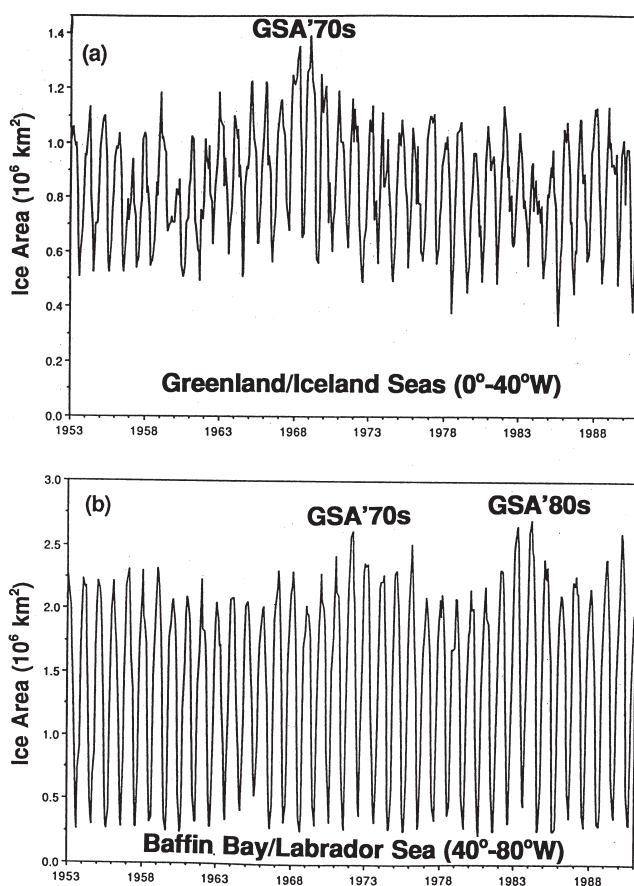 GSA'70s
(a)
1.4
1.2
1.0
0.8
0.6
0.4
0.2
0.0
Ice Area (10⁶ km²)
Greenland/Iceland Seas (0°-40°W)
1953 1958 1963 1968 1973 1978 1983 1988
3.0
2.5
2.0
1.5
1.0
0.5
0.0
(b)
GSA'70s
GSA'80s
Ice Area (10⁶ km²)
Baffin Bay/Labrador Sea (40°-80°W)
1953 1958 1963 1968 1973 1978 1983 1988